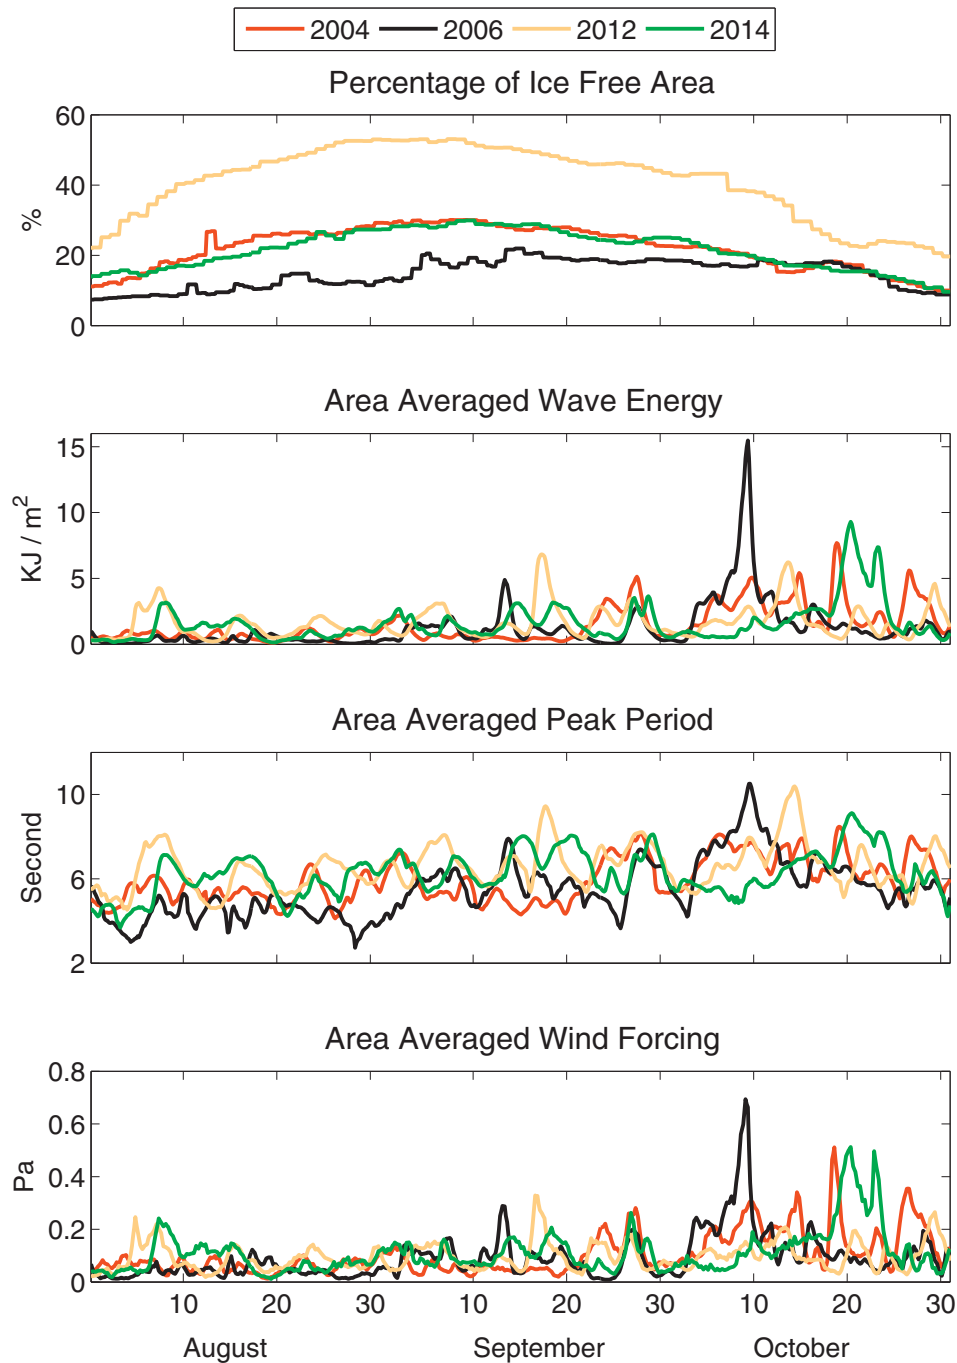 2004 2006 2012 2014
Percentage of Ice Free Area
60
40
20
0
%
Area Averaged Wave Energy
15
10
5
0
KJ / m²
Area Averaged Peak Period
10
6
2
Second
Area Averaged Wind Forcing
0.8
0.6
0.4
0.2
0
Pa
10 20 30 10 20 30 10 20 30
August September October